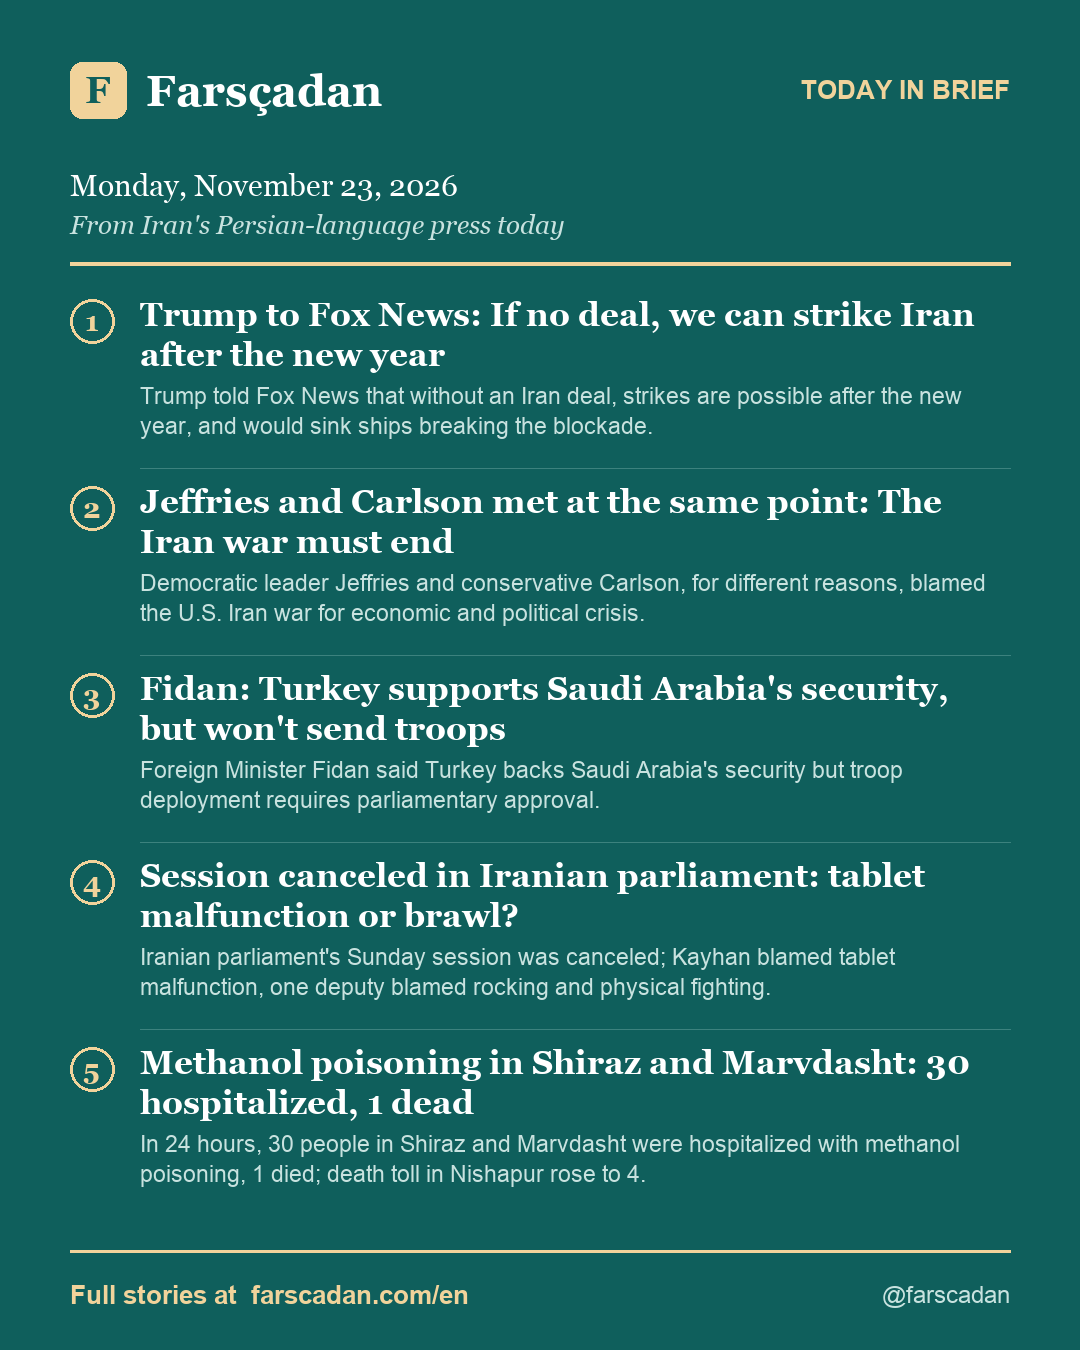 F Farsçadan
TODAY IN BRIEF
Monday, November 23, 2026
From Iran's Persian-language press today
1
Trump to Fox News: If no deal, we can strike Iran
after the new year
Trump told Fox News that without an Iran deal, strikes are possible after the new
year, and would sink ships breaking the blockade.
2
Jeffries and Carlson met at the same point: The
Iran war must end
Democratic leader Jeffries and conservative Carlson, for different reasons, blamed
the U.S. Iran war for economic and political crisis.
3
Fidan: Turkey supports Saudi Arabia's security,
but won't send troops
Foreign Minister Fidan said Turkey backs Saudi Arabia's security but troop
deployment requires parliamentary approval.
4
Session canceled in Iranian parliament: tablet
malfunction or brawl?
Iranian parliament's Sunday session was canceled; Kayhan blamed tablet
malfunction, one deputy blamed rocking and physical fighting.
5
Methanol poisoning in Shiraz and Marvdasht: 30
hospitalized, 1 dead
In 24 hours, 30 people in Shiraz and Marvdasht were hospitalized with methanol
poisoning, 1 died; death toll in Nishapur rose to 4.
Full stories at farscadan.com/en
@farscadan